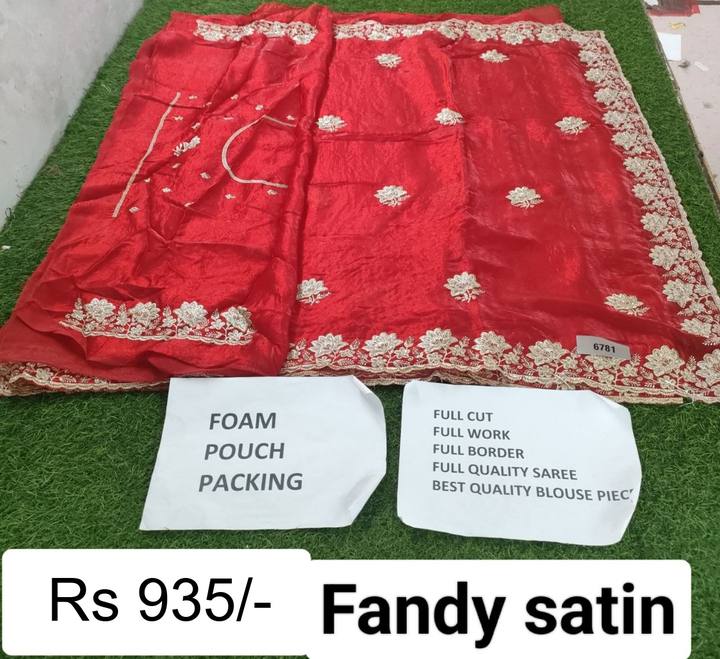 6781
FOAM
POUCH
PACKING
FULL CUT
FULL WORK
FULL BORDER
FULL QUALITY SAREE
BEST QUALITY BLOUSE PIEC
Rs 935/-
Fandy satin